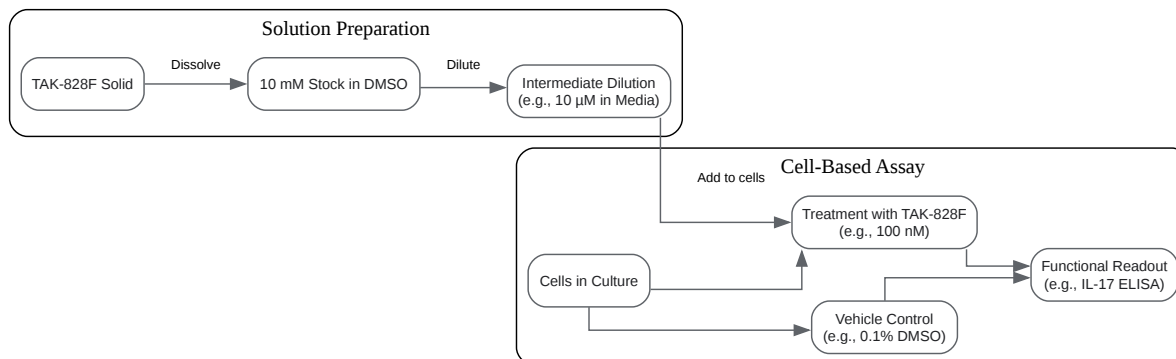 Solution Preparation
TAK-828F Solid
Dissolve
10 mM Stock in DMSO
Dilute
Intermediate Dilution
(e.g., 10 µM in Media)
Cell-Based Assay
Add to cells
Treatment with TAK-828F
(e.g., 100 nM)
Cells in Culture
Functional Readout
(e.g., IL-17 ELISA)
Vehicle Control
(e.g., 0.1% DMSO)